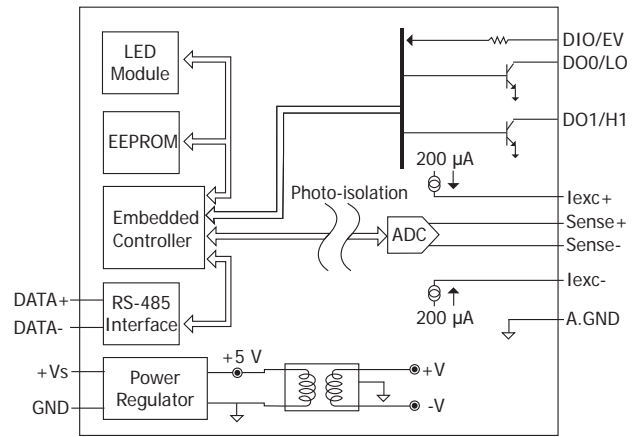 LED
Module
EEPROM
Embedded
Controller
RS-485
Interface
Power
Regulator
DATA+
DATA-
+Vs
GND
+5 V
+V
-V
Photo-isolation
ADC
200 µA
200 µA
DIO/EV
DO0/LO
DO1/H1
Iexc+
Sense+
Sense-
Iexc-
A.GND